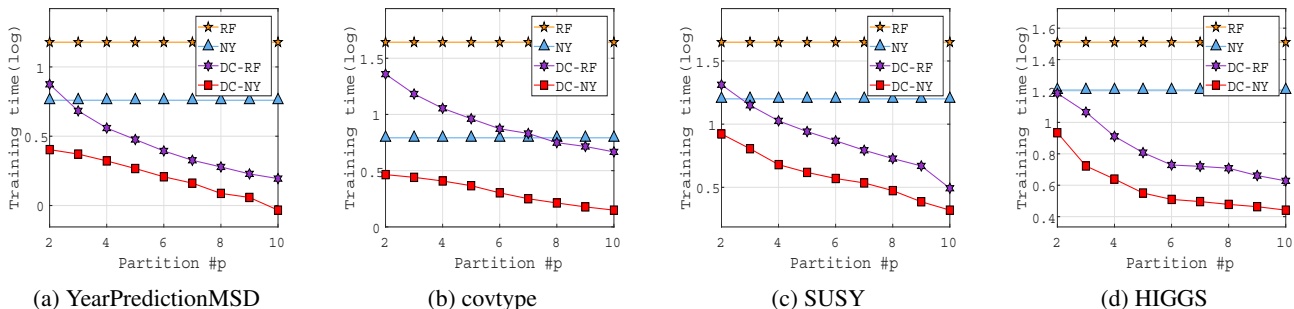 Training time(log)
1
0.5
0
2 4 6 8 10
Partition #p
RF
NY
DC-RF
DC-NY
(a) YearPredictionMSD
Training time(log)
1.5
1
0.5
0
2 4 6 8 10
Partition #p
RF
NY
DC-RF
DC-NY
(b) covtype
Training time(log)
1.5
1
0.5
2 4 6 8 10
Partition #p
RF
NY
DC-RF
DC-NY
(c) SUSY
Training time(log)
1.6
1.4
1.2
1
0.8
0.6
0.4
2 4 6 8 10
Partition #p
RF
NY
DC-RF
DC-NY
(d) HIGGS